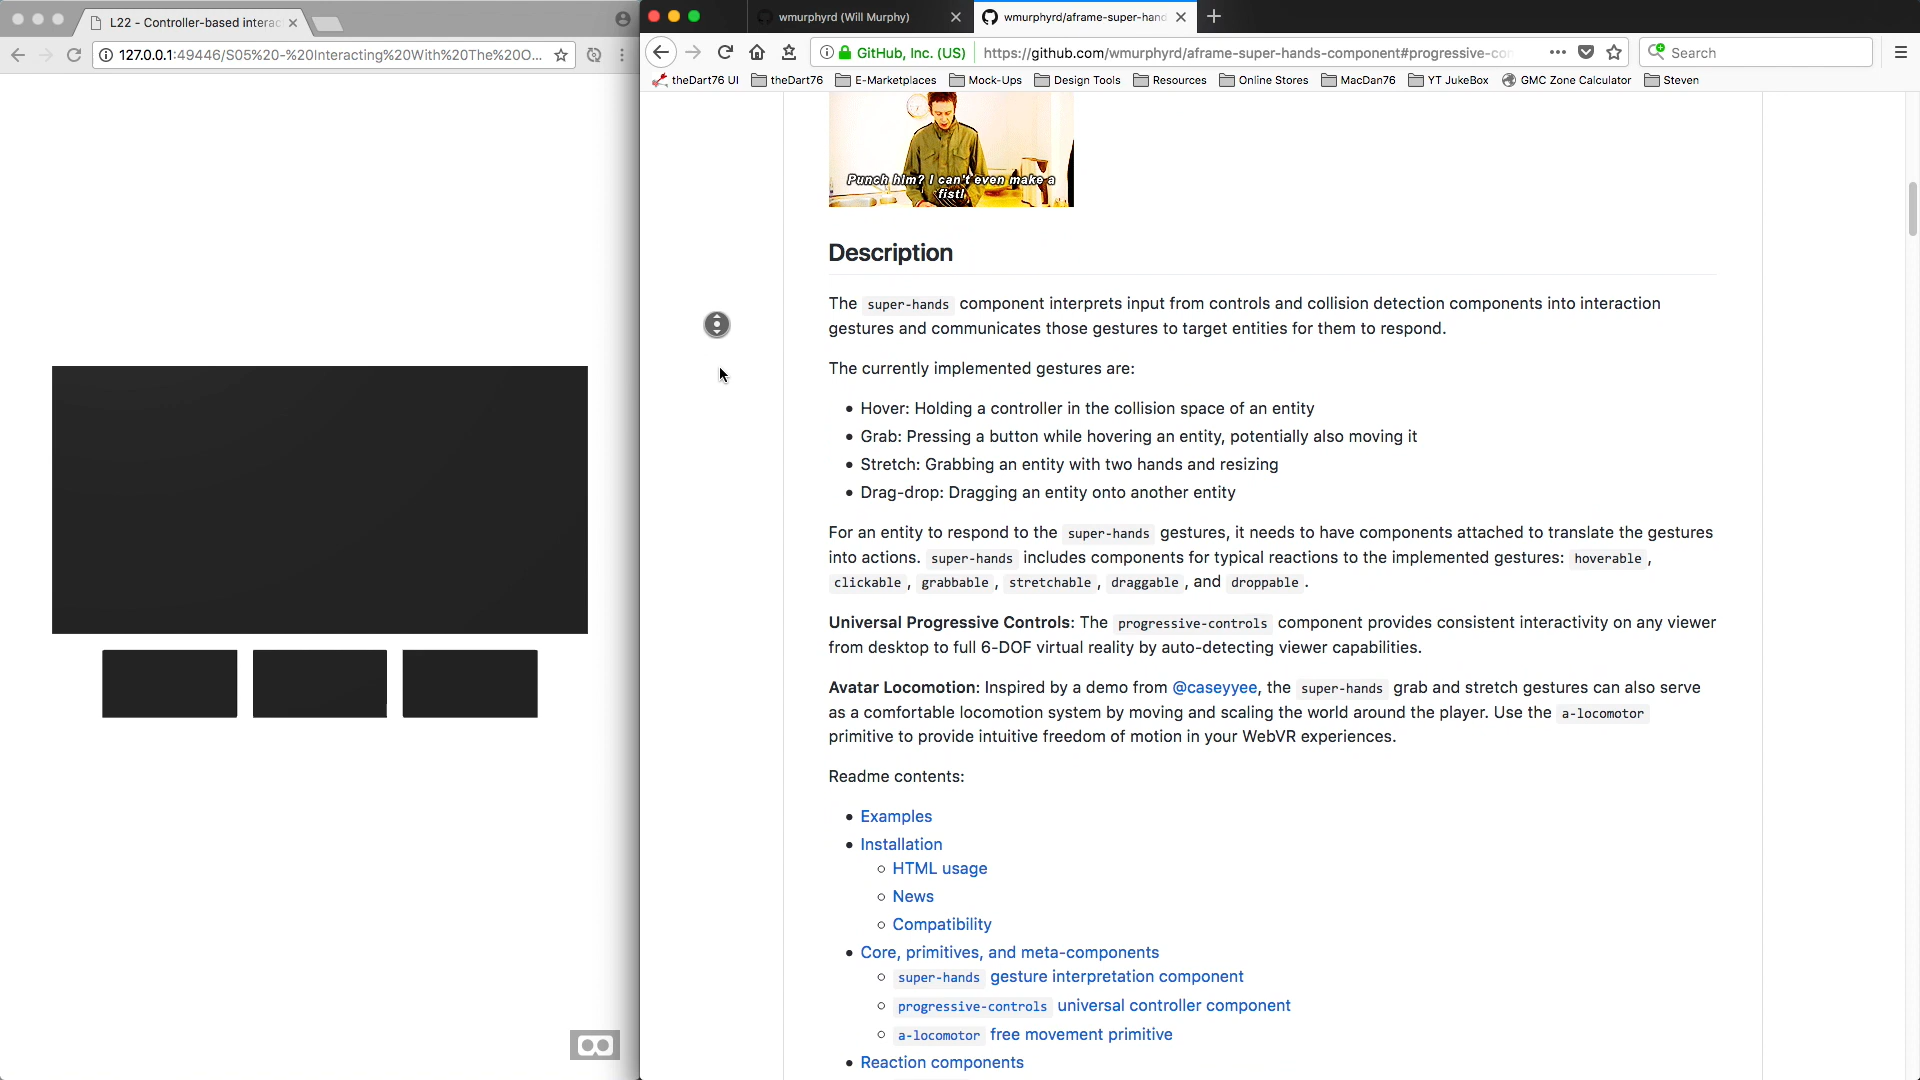 L22 - Controller-based interac
127.0.0.1:49446/S05%20-%20Interacting%20With%20The%20O...
wmurphyrd (Will Murphy)
wmurphyrd/aframe-super-hand
GitHub, Inc. (US)
https://github.com/wmurphyrd/aframe-super-hands-component#progressive-co
Search
theDart76 UI
theDart76
E-Marketplaces
Mock-Ups
Design Tools
Resources
Online Stores
MacDan76
YT JukeBox
GMC Zone Calculator
Steven
Punch him? I can't even make a
fist!
Description
The super-hands component interprets input from controls and collision detection components into interaction
gestures and communicates those gestures to target entities for them to respond.
The currently implemented gestures are:
Hover: Holding a controller in the collision space of an entity
Grab: Pressing a button while hovering an entity, potentially also moving it
Stretch: Grabbing an entity with two hands and resizing
Drag-drop: Dragging an entity onto another entity
For an entity to respond to the super-hands gestures, it needs to have components attached to translate the gestures
into actions. super-hands includes components for typical reactions to the implemented gestures: hoverable ,
clickable , grabbable , stretchable , draggable , and droppable .
Universal Progressive Controls: The progressive-controls component provides consistent interactivity on any viewer
from desktop to full 6-DOF virtual reality by auto-detecting viewer capabilities.
Avatar Locomotion: Inspired by a demo from @caseyyee, the super-hands grab and stretch gestures can also serve
as a comfortable locomotion system by moving and scaling the world around the player. Use the a-locomotor
primitive to provide intuitive freedom of motion in your WebVR experiences.
Readme contents:
Examples
Installation
HTML usage
News
Compatibility
Core, primitives, and meta-components
super-hands gesture interpretation component
progressive-controls universal controller component
a-locomotor free movement primitive
Reaction components